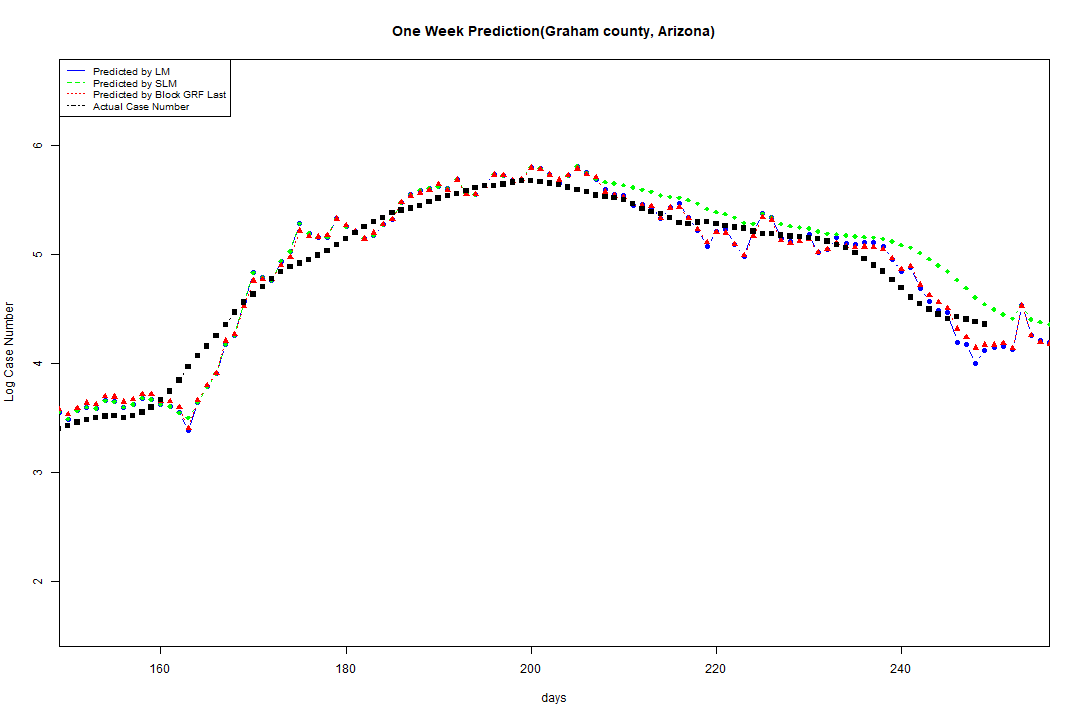 One Week Prediction(Graham county, Arizona)
Predicted by LM
Predicted by SLM
Predicted by Block GRF Last
Actual Case Number
6
5
4
3
2
Log Case Number
160 180 200 220 240
days